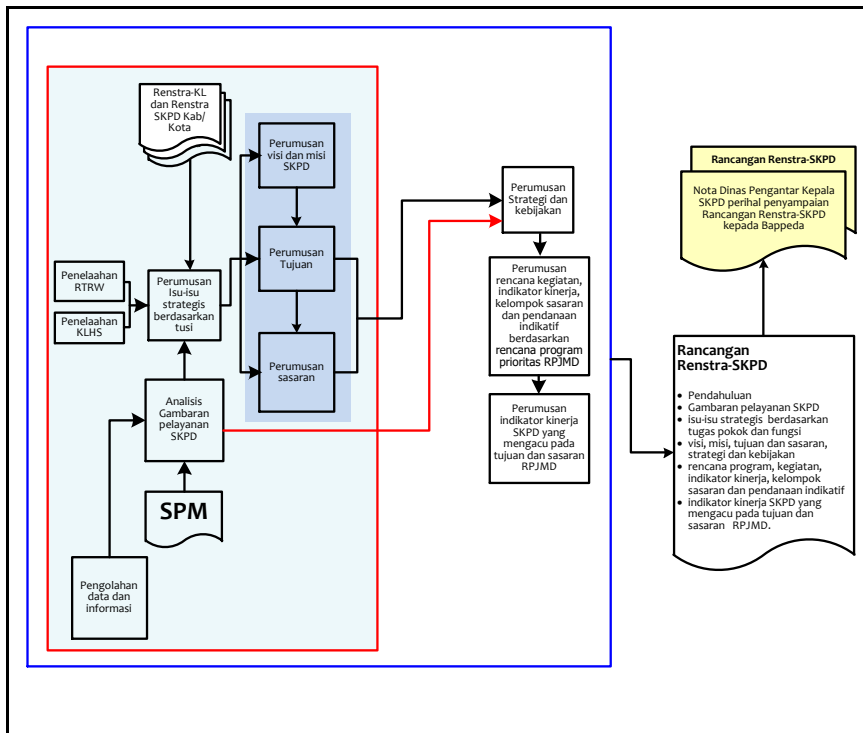 Renstra-KL
dan Renstra
SKPD Kab/
Kota
Perumusan
visi dan misi
SKPD
Penelaahan
RTRW
Penelaahan
KLHS
Perumusan
Isu-isu
strategis
berdasarkan
tusi
Perumusan
Tujuan
Perumusan
sasaran
Analisis
Gambaran
pelayanan
SKPD
SPM
Pengolahan
data dan
informasi
Perumusan
Strategi dan
kebijakan
Perumusan
rencana kegiatan,
indikator kinerja,
kelompok sasaran
dan pendanaan
indikatif
berdasarkan
rencana program
prioritas RPJMD
Perumusan
indikator kinerja
SKPD yang
mengacu pada
tujuan dan sasaran
RPJMD
Rancangan Renstra-SKPD
Nota Dinas Pengantar Kepala
SKPD perihal penyampaian
Rancangan Renstra-SKPD
kepada Bappeda
Rancangan
Renstra-SKPD
• Pendahuluan
• Gambaran pelayanan SKPD
• isu-isu strategis berdasarkan
tugas pokok dan fungsi
• visi, misi, tujuan dan sasaran,
strategi dan kebijakan
• rencana program, kegiatan,
indikator kinerja, kelompok
sasaran dan pendanaan indikatif
• indikator kinerja SKPD yang
mengacu pada tujuan dan
sasaran RPJMD.